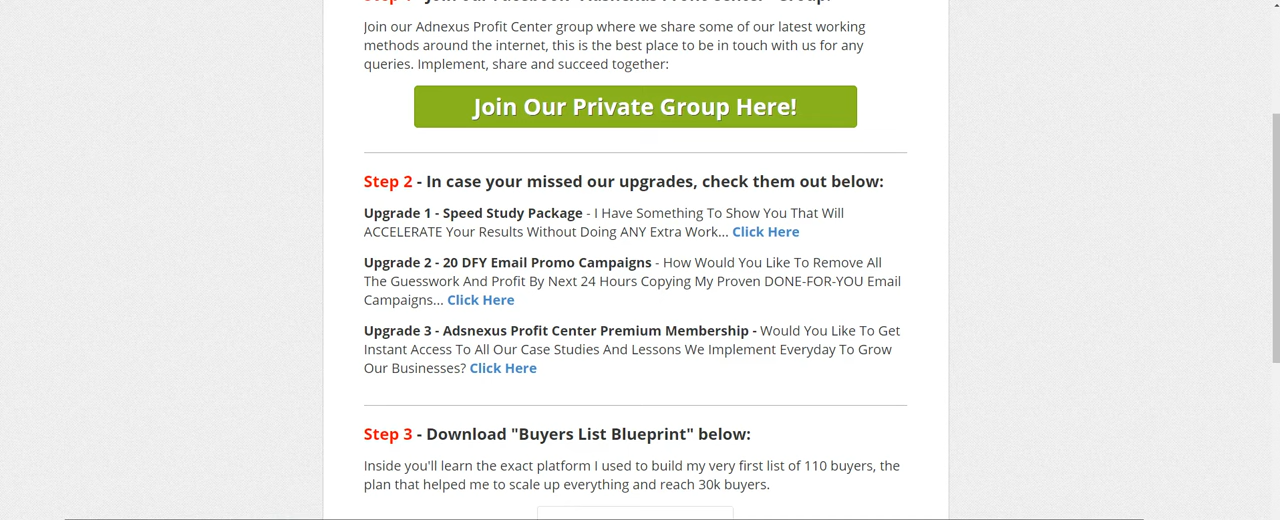 Join our Adnexus Profit Center group where we share some of our latest working
methods around the internet, this is the best place to be in touch with us for any
queries. Implement, share and succeed together:
Join Our Private Group Here!
Step 2 - In case your missed our upgrades, check them out below:
Upgrade 1 - Speed Study Package - I Have Something To Show You That Will
ACCELERATE Your Results Without Doing ANY Extra Work... Click Here
Upgrade 2 - 20 DFY Email Promo Campaigns - How Would You Like To Remove All
The Guesswork And Profit By Next 24 Hours Copying My Proven DONE-FOR-YOU Email
Campaigns... Click Here
Upgrade 3 - Adsnexus Profit Center Premium Membership - Would You Like To Get
Instant Access To All Our Case Studies And Lessons We Implement Everyday To Grow
Our Businesses? Click Here
Step 3 - Download "Buyers List Blueprint" below:
Inside you'll learn the exact platform I used to build my very first list of 110 buyers, the
plan that helped me to scale up everything and reach 30k buyers.